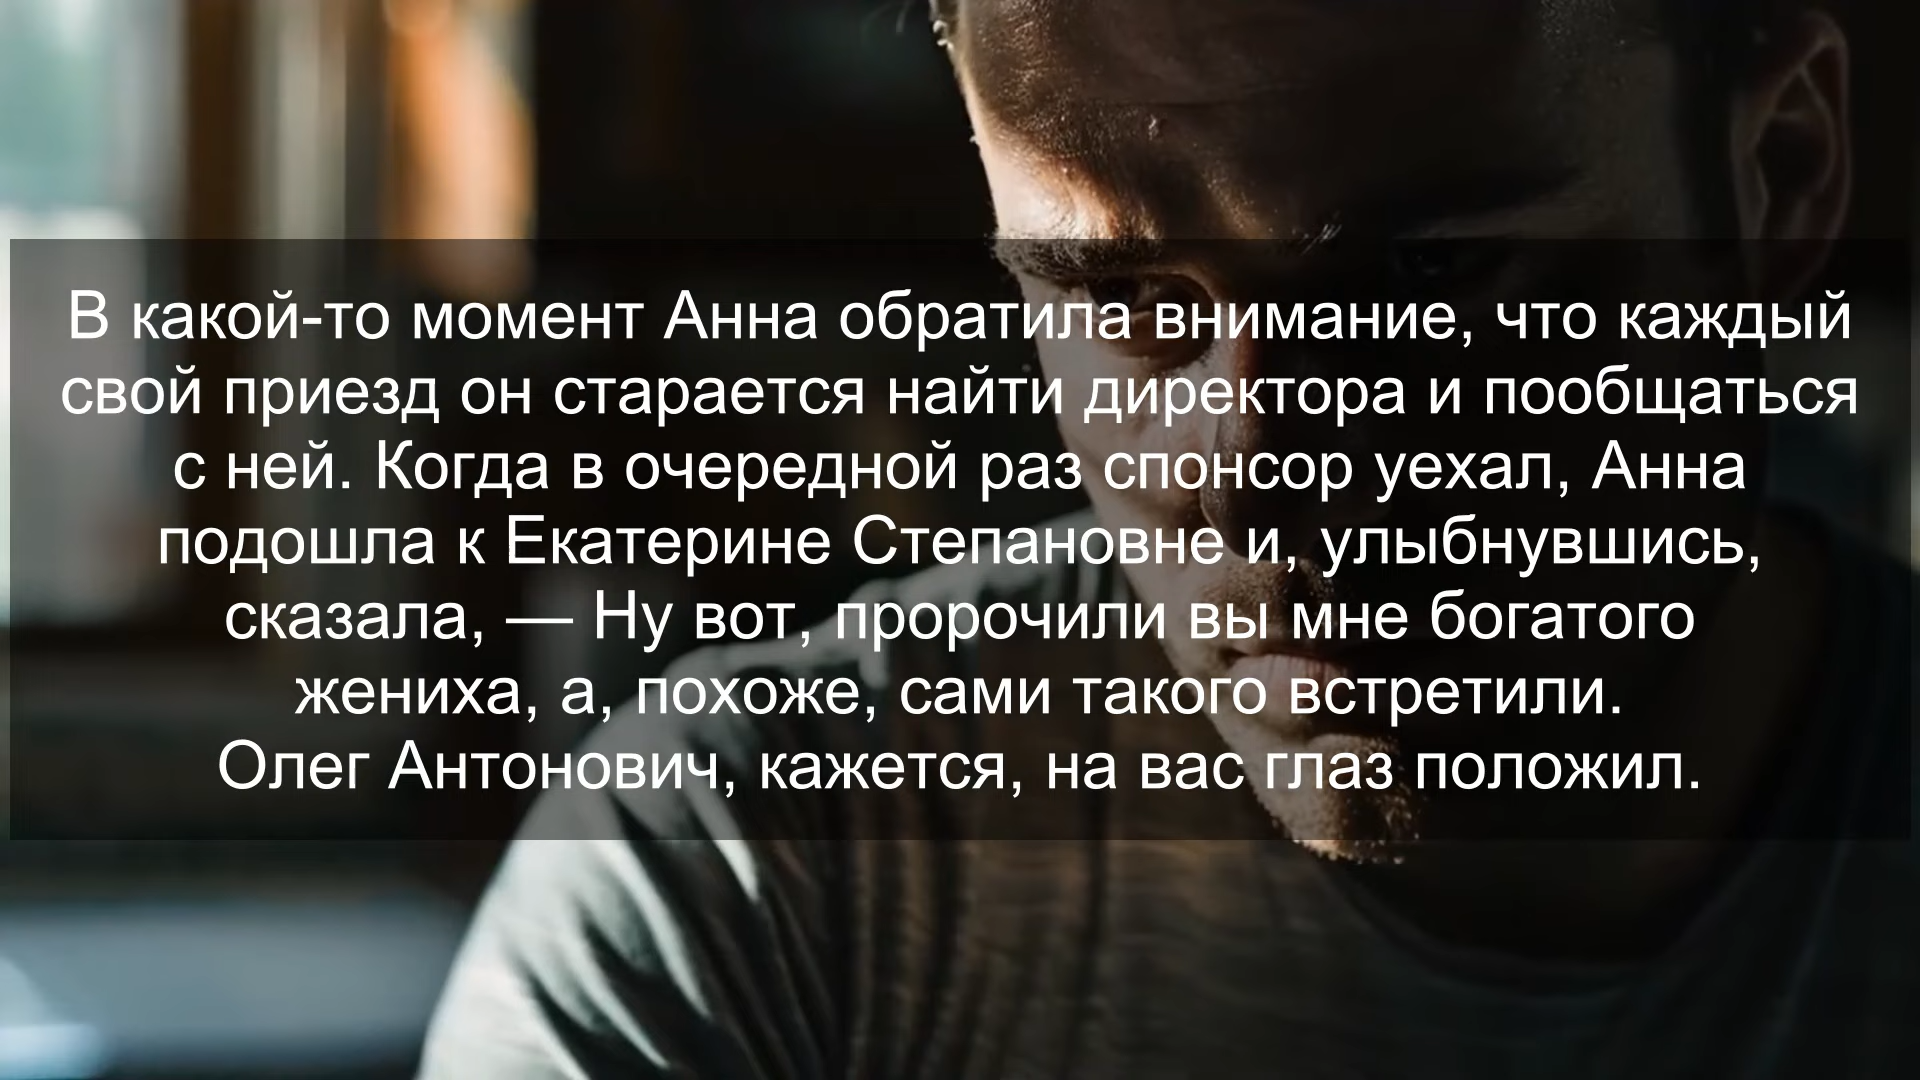 В какой-то момент Анна обратила внимание, что каждый
свой приезд он старается найти директора и пообщаться
с ней. Когда в очередной раз спонсор уехал, Анна
подошла к Екатерине Степановне и, улыбнувшись,
сказала, — Ну вот, пророчили вы мне богатого
жениха, а, похоже, сами такого встретили.
Олег Антонович, кажется, на вас глаз положил.